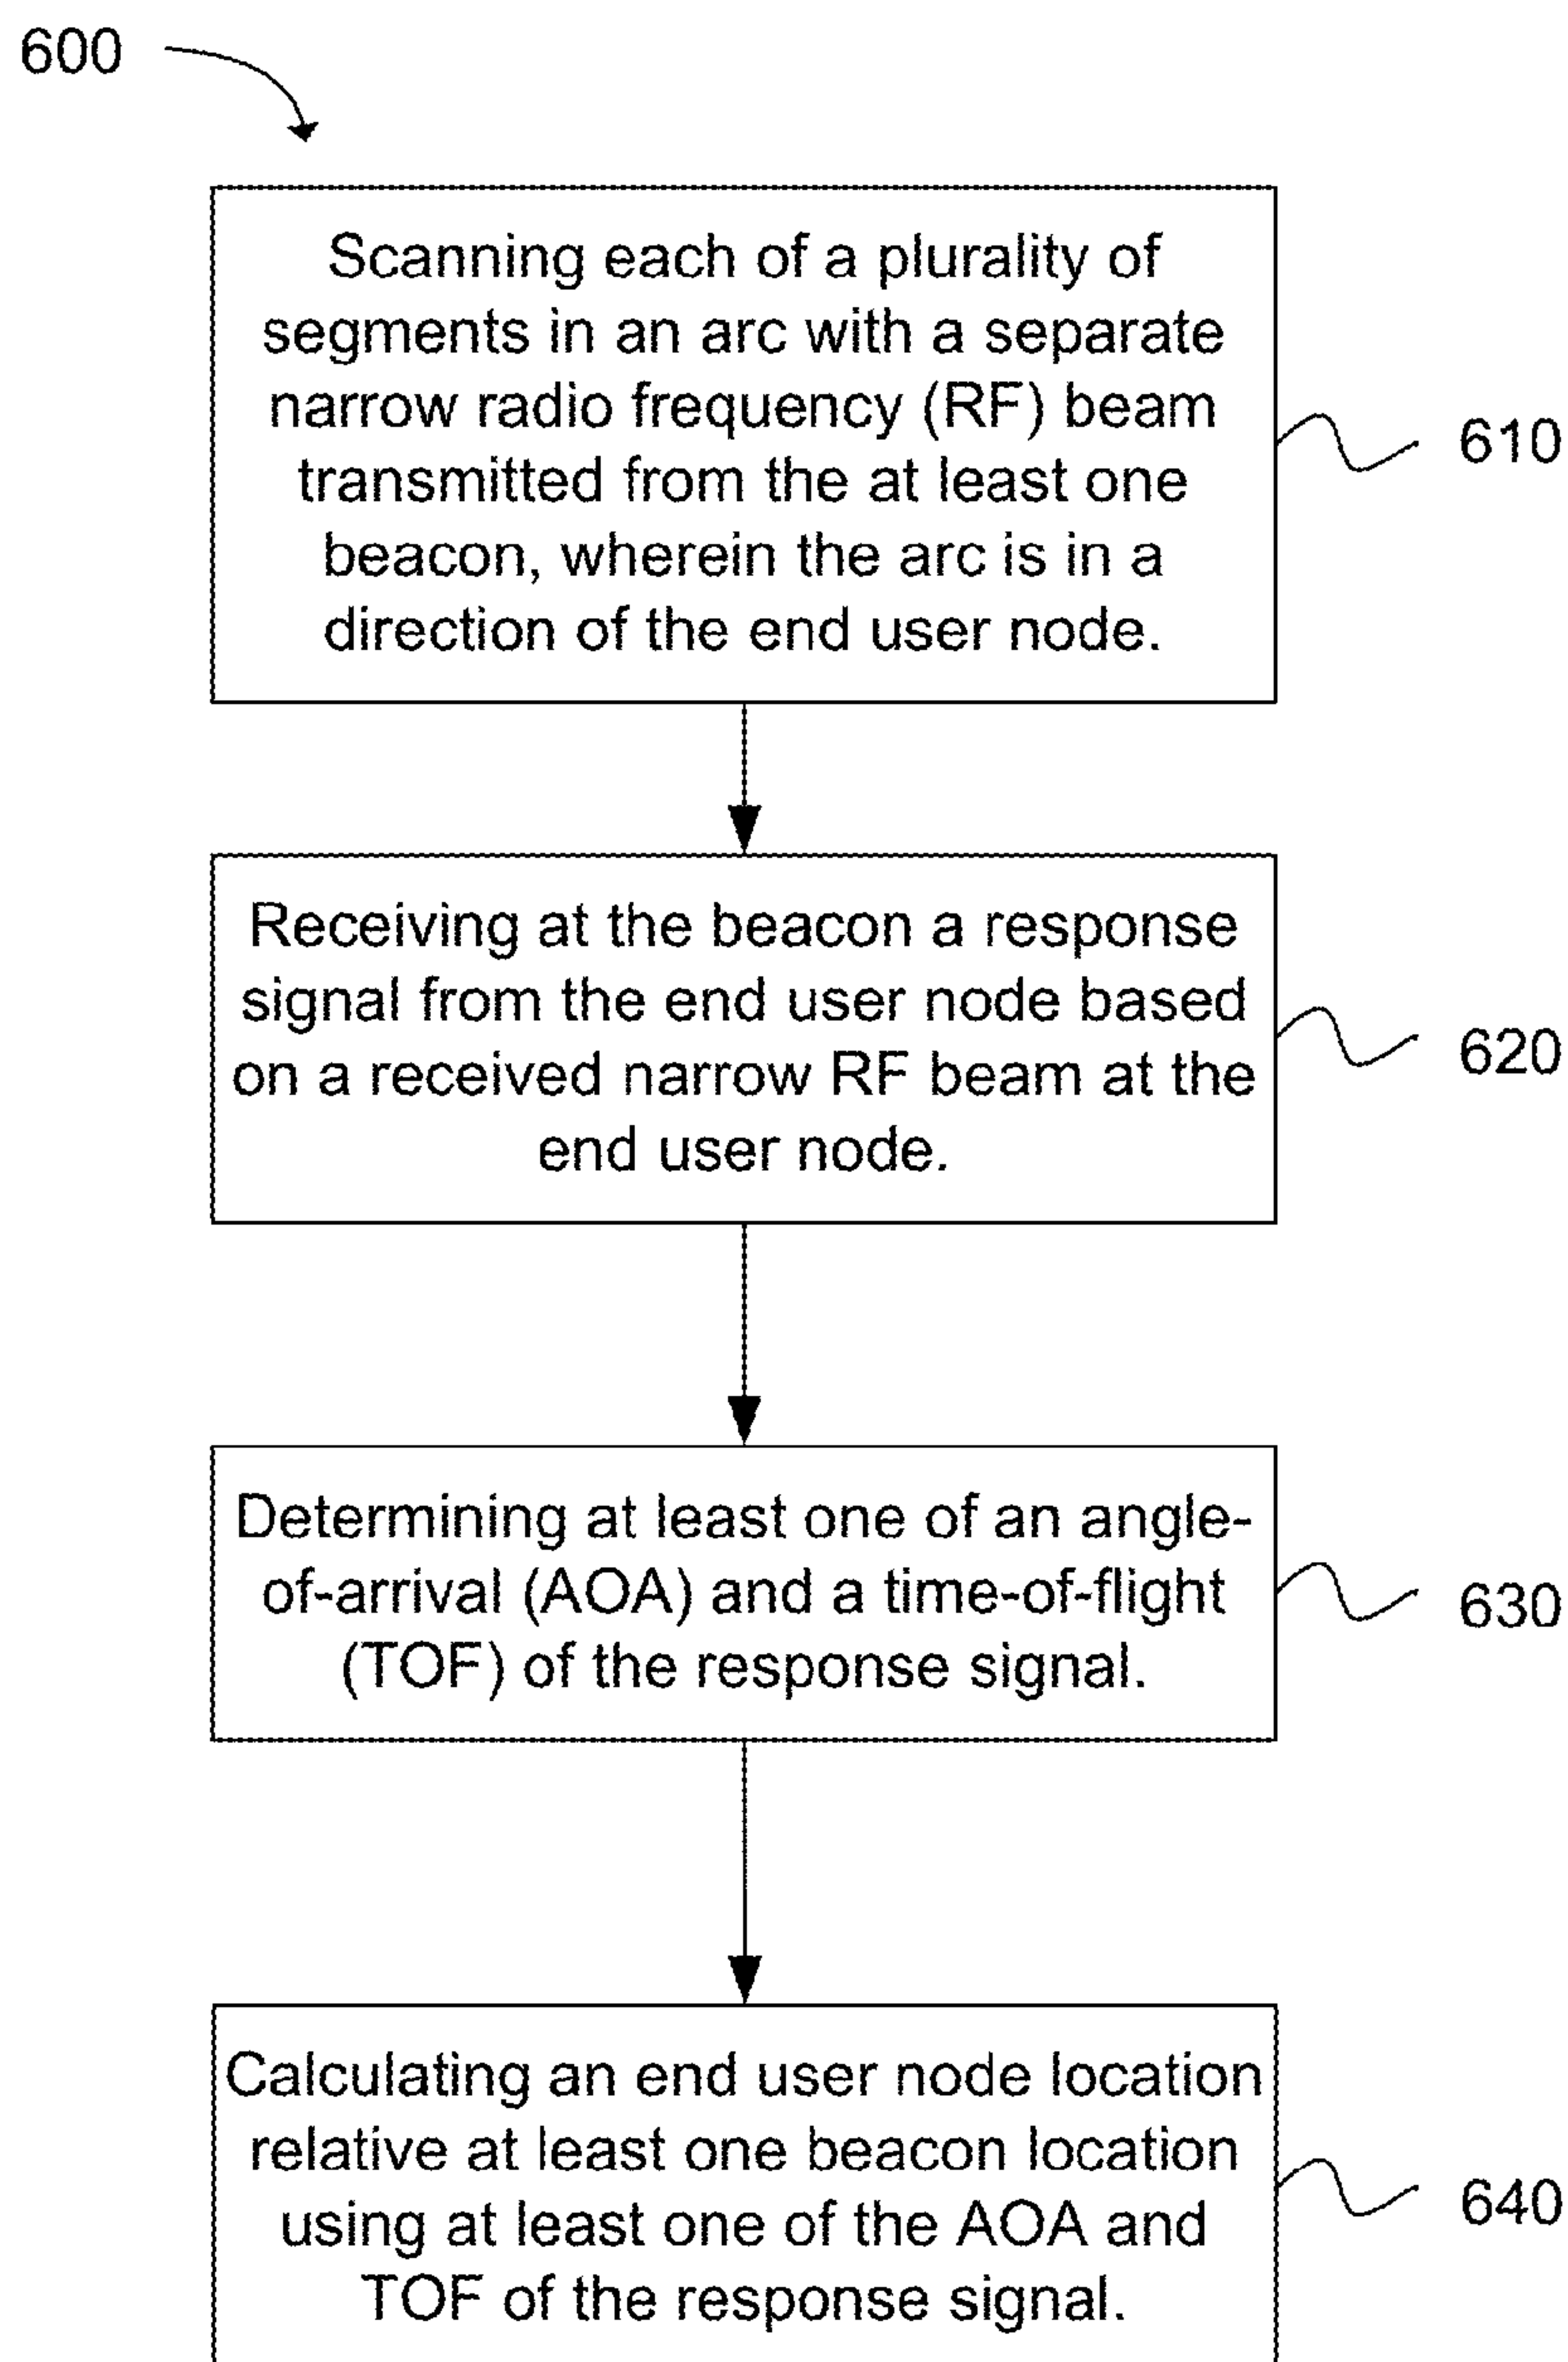 600
Scanning each of a plurality of
segments in an arc with a separate
narrow radio frequency (RF) beam
transmitted from the at least one
beacon, wherein the arc is in a
direction of the end user node.
610
Receiving at the beacon a response
signal from the end user node based
on a received narrow RF beam at the
end user node.
620
Determining at least one of an angle-
of-arrival (AOA) and a time-of-flight
(TOF) of the response signal.
630
Calculating an end user node location
relative at least one beacon location
using at least one of the AOA and
TOF of the response signal.
640